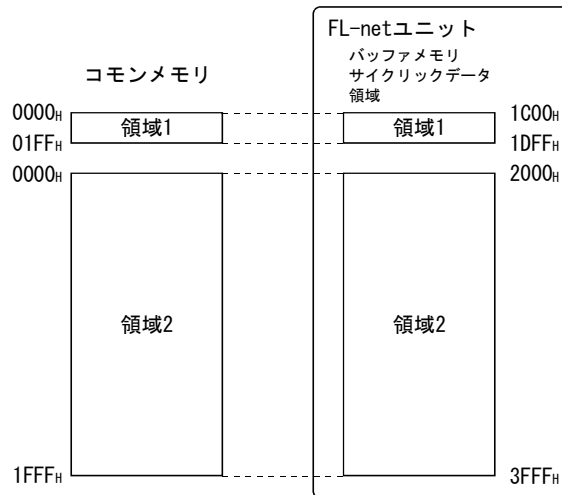 FL-netユニット
バッファメモリ
サイクリックデータ
領域
コモンメモリ
0000H 領域1 領域1 1C00H
01FFH 1DFFH
0000H 2000H
領域2 領域2
1FFFH 3FFFH